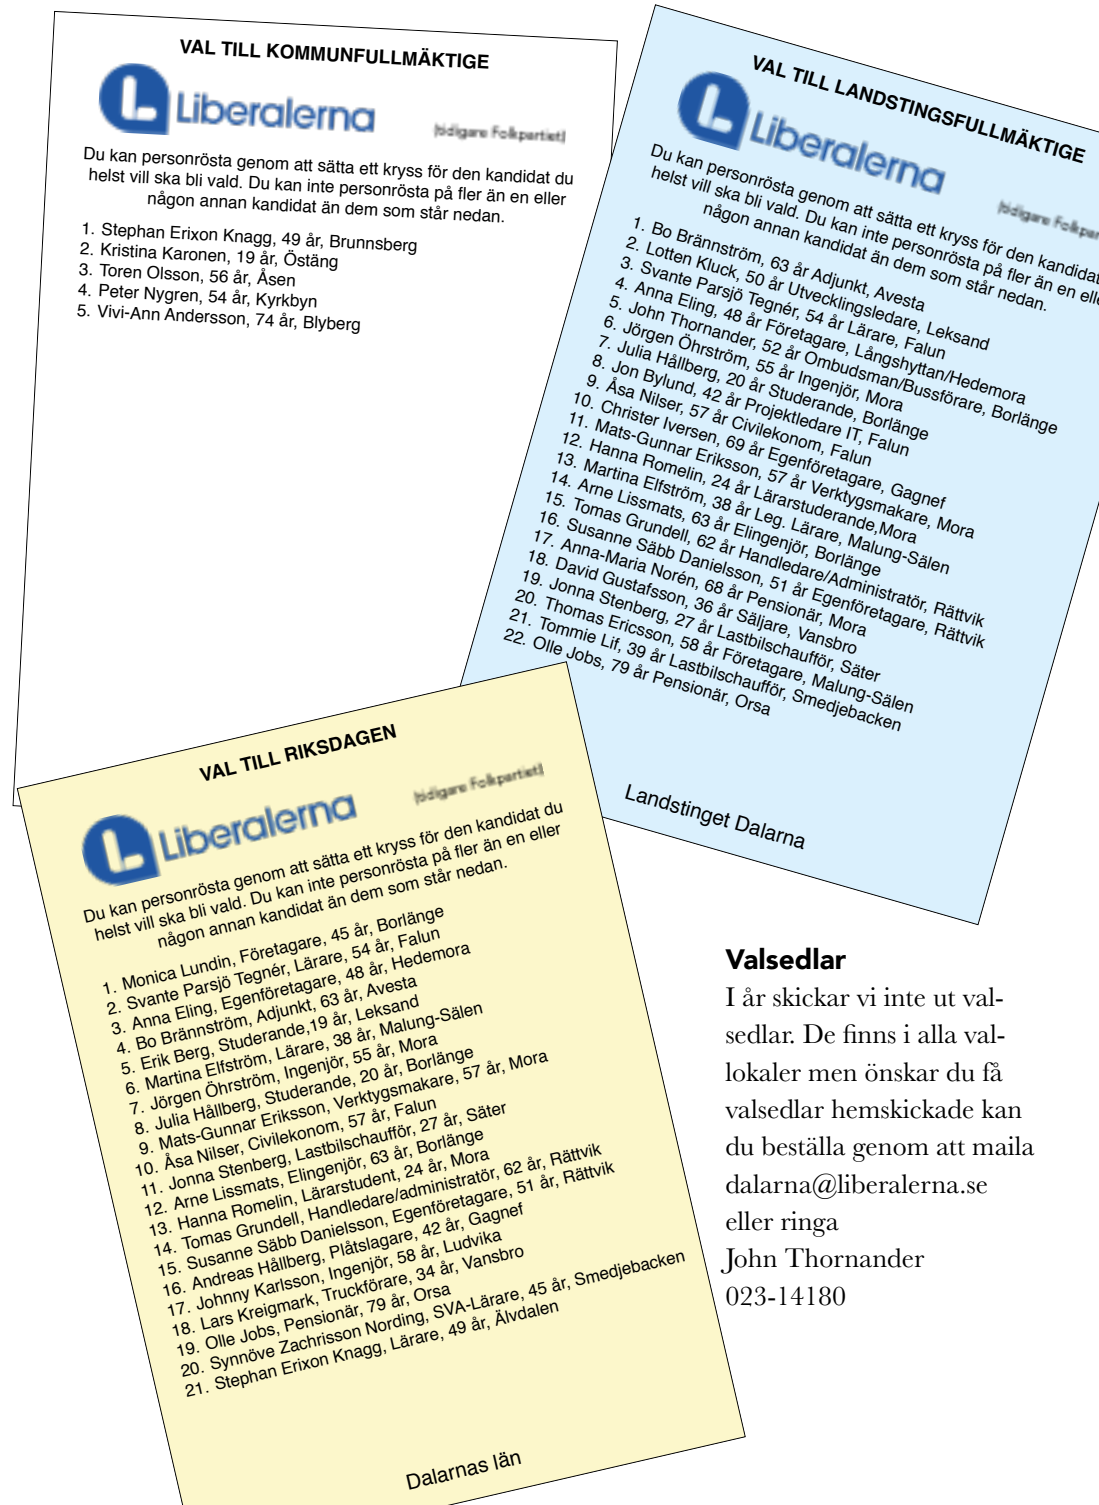 VAL TILL KOMMUNFULLMÄKTIGE
Liberalerna
(tidigare Folkpartiet)
Du kan personrösta genom att sätta ett kryss för den kandidat du
helst vill ska bli vald. Du kan inte personrösta på fler än en eller
någon annan kandidat än dem som står nedan.
1. Stephan Erixon Knagg, 49 år, Brunnsberg
2. Kristina Karonen, 19 år, Östäng
3. Toren Olsson, 56 år, Åsen
4. Peter Nygren, 54 år, Kyrkbyn
5. Vivi-Ann Andersson, 74 år, Blyberg
VAL TILL LANDSTINGSFULLMÄKTIGE
Liberalerna
(tidigare Folkpar
Du kan personrösta genom att sätta ett kryss för den kandidat
helst vill ska bli vald. Du kan inte personrösta på fler än en elle
någon annan kandidat än dem som står nedan.
1. Bo Brännström, 63 år Adjunkt, Avesta
2. Lotten Kluck, 50 år Utvecklingsledare, Leksand
3. Svante Parsjö Tegnér, 54 år Lärare, Falun
4. Anna Eling, 48 år Företagare, Långshyttan/Hedemora
5. John Thornander, 52 år Ombudsman/Bussförare, Borlänge
6. Jörgen Öhrström, 55 år Ingenjör, Mora
7. Julia Hållberg, 20 år Studerande, Borlänge
8. Jon Bylund, 42 år Projektledare IT, Falun
9. Åsa Nilser, 57 år Civilekonom, Falun
10. Christer Iversen, 69 år Egenföretagare, Gagnef
11. Mats-Gunnar Eriksson, 57 år Verktygsmakare, Mora
12. Hanna Romelin, 24 år Lärarstuderande,Mora
13. Martina Elfström, 38 år Leg. Lärare, Malung-Sälen
14. Arne Lissmats, 63 år Elingenjör, Borlänge
15. Tomas Grundell, 62 år Handledare/Administratör, Rättvik
16. Susanne Säbb Danielsson, 51 år Egenföretagare, Rättvik
17. Anna-Maria Norén, 68 år Pensionär, Mora
18. David Gustafsson, 36 år Säljare, Vansbro
19. Jonna Stenberg, 27 år Lastbilschaufför, Säter
20. Thomas Ericsson, 58 år Företagare, Malung-Sälen
21. Tommie Lif, 39 år Lastbilschaufför, Smedjebacken
22. Olle Jobs, 79 år Pensionär, Orsa
Landstinget Dalarna
VAL TILL RIKSDAGEN
Liberalerna
(tidigare Folkpartiet)
Du kan personrösta genom att sätta ett kryss för den kandidat du
helst vill ska bli vald. Du kan inte personrösta på fler än en eller
någon annan kandidat än dem som står nedan.
1. Monica Lundin, Företagare, 45 år, Borlänge
2. Svante Parsjö Tegnér, Lärare, 54 år, Falun
3. Anna Eling, Egenföretagare, 48 år, Hedemora
4. Bo Brännström, Adjunkt, 63 år, Avesta
5. Erik Berg, Studerande,19 år, Leksand
6. Martina Elfström, Lärare, 38 år, Malung-Sälen
7. Jörgen Öhrström, Ingenjör, 55 år, Mora
8. Julia Hållberg, Studerande, 20 år, Borlänge
9. Mats-Gunnar Eriksson, Verktygsmakare, 57 år, Mora
10. Åsa Nilser, Civilekonom, 57 år, Falun
11. Jonna Stenberg, Lastbilschaufför, 27 år, Säter
12. Arne Lissmats, Elingenjör, 63 år, Borlänge
13. Hanna Romelin, Lärarstudent, 24 år, Mora
14. Tomas Grundell, Handledare/administratör, 62 år, Rättvik
15. Susanne Säbb Danielsson, Egenföretagare, 51 år, Rättvik
16. Andreas Hållberg, Plåtslagare, 42 år, Gagnef
17. Johnny Karlsson, Ingenjör, 58 år, Ludvika
18. Lars Kreigmark, Truckförare, 34 år, Vansbro
19. Olle Jobs, Pensionär, 79 år, Orsa
20. Synnöve Zachrisson Nording, SVA-Lärare, 45 år, Smedjebacken
21. Stephan Erixon Knagg, Lärare, 49 år, Älvdalen
Dalarnas län
Valsedlar
I år skickar vi inte ut val-
sedlar. De finns i alla val-
lokaler men önskar du få
valsedlar hemskickade kan
du beställa genom att maila
dalarna@liberalerna.se
eller ringa
John Thornander
023-14180